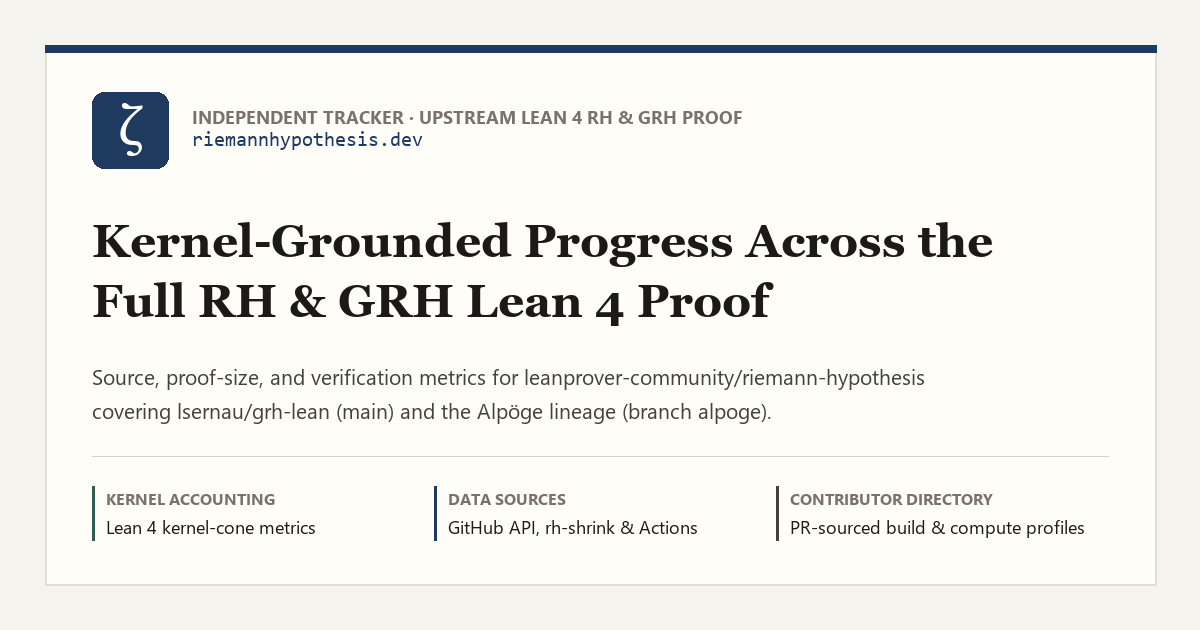 ζ
INDEPENDENT TRACKER · UPSTREAM LEAN 4 RH & GRH PROOF
riemannhypothesis.dev
Kernel-Grounded Progress Across the
Full RH & GRH Lean 4 Proof
Source, proof-size, and verification metrics for leanprover-community/riemann-hypothesis
covering lsernau/grh-lean (main) and the Alpöge lineage (branch alpoge).
KERNEL ACCOUNTING
Lean 4 kernel-cone metrics
DATA SOURCES
GitHub API, rh-shrink & Actions
CONTRIBUTOR DIRECTORY
PR-sourced build & compute profiles